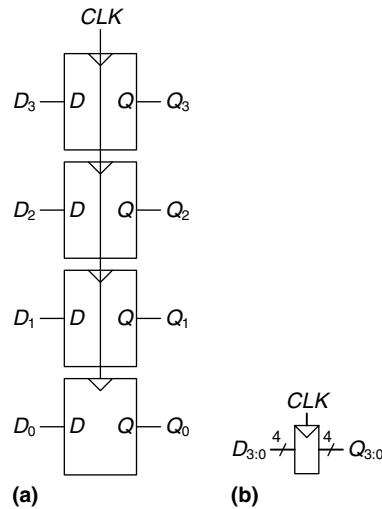 CLK
D₃ D Q Q₃
D₂ D Q Q₂
D₁ D Q Q₁
D₀ D Q Q₀
(a)
CLK
D₃:₀ 4 4 Q₃:₀
(b)